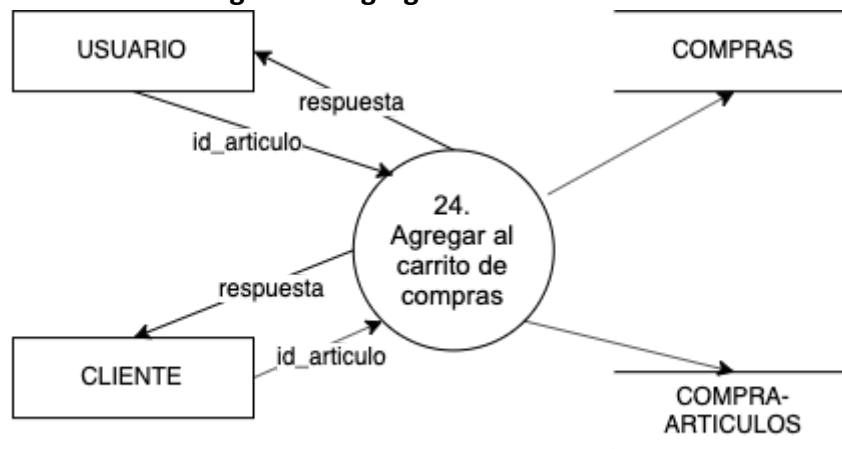 USUARIO
COMPRAS
respuesta
id_articulo
24.
Agregar al
carrito de
compras
respuesta
id_articulo
CLIENTE
COMPRA-
ARTICULOS